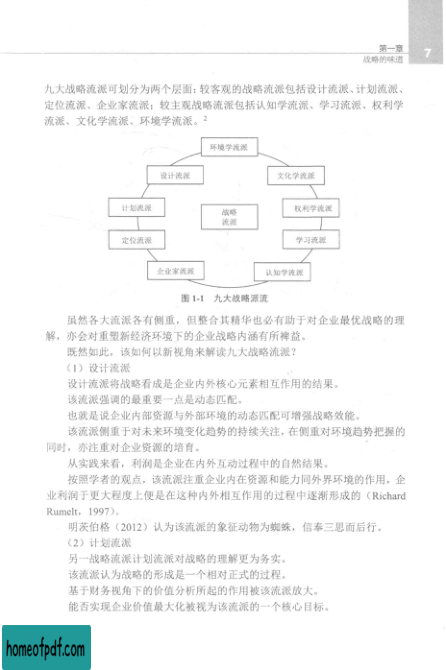 第一章
战略的味道
7
九大战略流派可划分为两个层面：较客观的战略流派包括设计流派、计划流派、
定位流派、企业家流派；较主观战略流派包括认知学流派、学习流派、权利学
流派、文化学流派、环境学流派。2
环境学流派
设计流派
文化学流派
计划流派
战略
流派
权利学流派
定位流派
学习流派
企业家流派
认知学流派
图 1-1 九大战略派流
虽然各大流派各有侧重，但整合其精华也必有助于对企业最优战略的理
解，亦会对重塑新经济环境下的企业战略内涵有所裨益。
既然如此，该如何以新视角来解读九大战略流派？
（1）设计流派
设计流派将战略看成是企业内外核心元素相互作用的结果。
该流派强调的最重要一点是动态匹配。
也就是说企业内部资源与外部环境的动态匹配可增强战略效能。
该流派侧重于对未来环境变化趋势的持续关注，在侧重对环境趋势把握的
同时，亦注重对企业资源的培育。
从实践来看，利润是企业在内外互动过程中的自然结果。
按照学者的观点，该流派注重企业内在资源和能力同外界环境的作用，企
业利润于更大程度上便是在这种内外相互作用的过程中逐渐形成的（Richard
Rumelt，1997）。
明茨伯格（2012）认为该流派的象征动物为蜘蛛，信奉三思而后行。
（2）计划流派
另一战略流派计划流派对战略的理解更为务实。
该流派认为战略的形成是一个相对正式的过程。
基于财务视角下的价值分析所起的作用被该流派放大。
能否实现企业价值最大化被视为该流派的一个核心目标。
homeofpdf.com